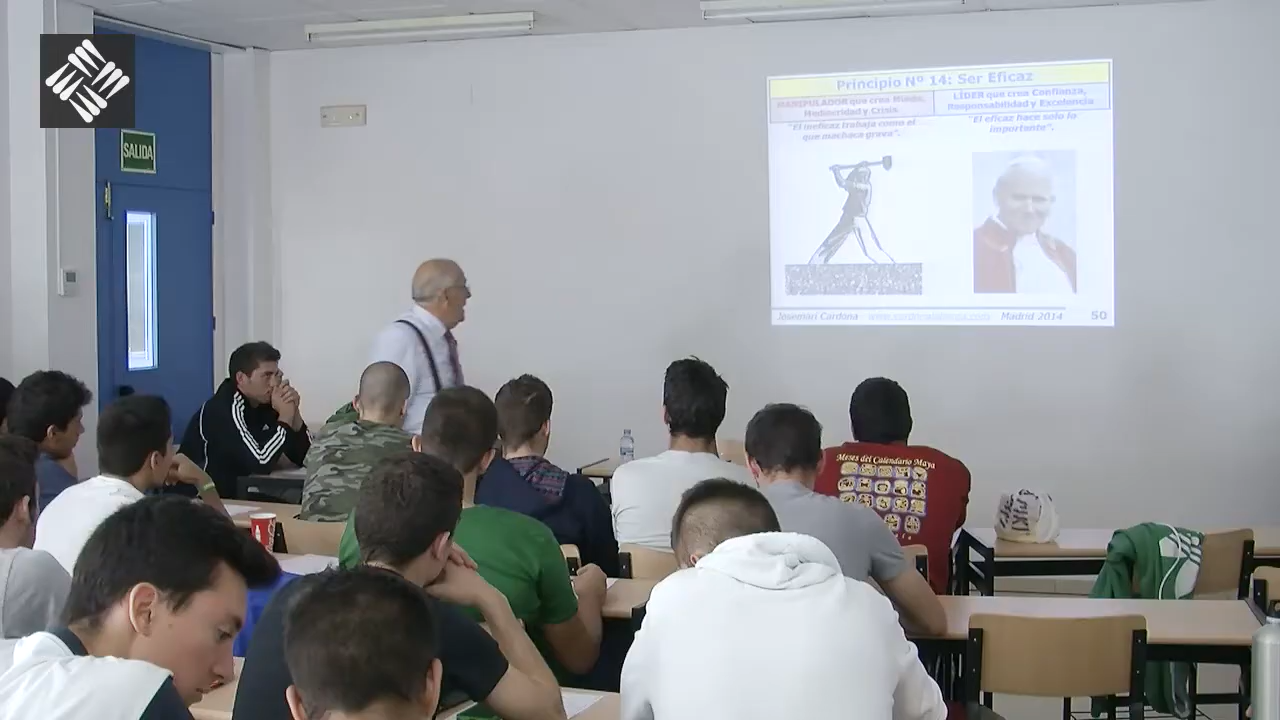 SALIDA
Principio Nº 14: Ser Eficaz
MANIPULADOR que crea Miedo,
Mediocridad y Crisis
LÍDER que crea Confianza,
Responsabilidad y Excelencia
"El ineficaz trabaja como el
que machaca grava".
"El eficaz hace solo lo
importante".
Josemari Cardona
Madrid 2014
50
Meses del Calendario Maya